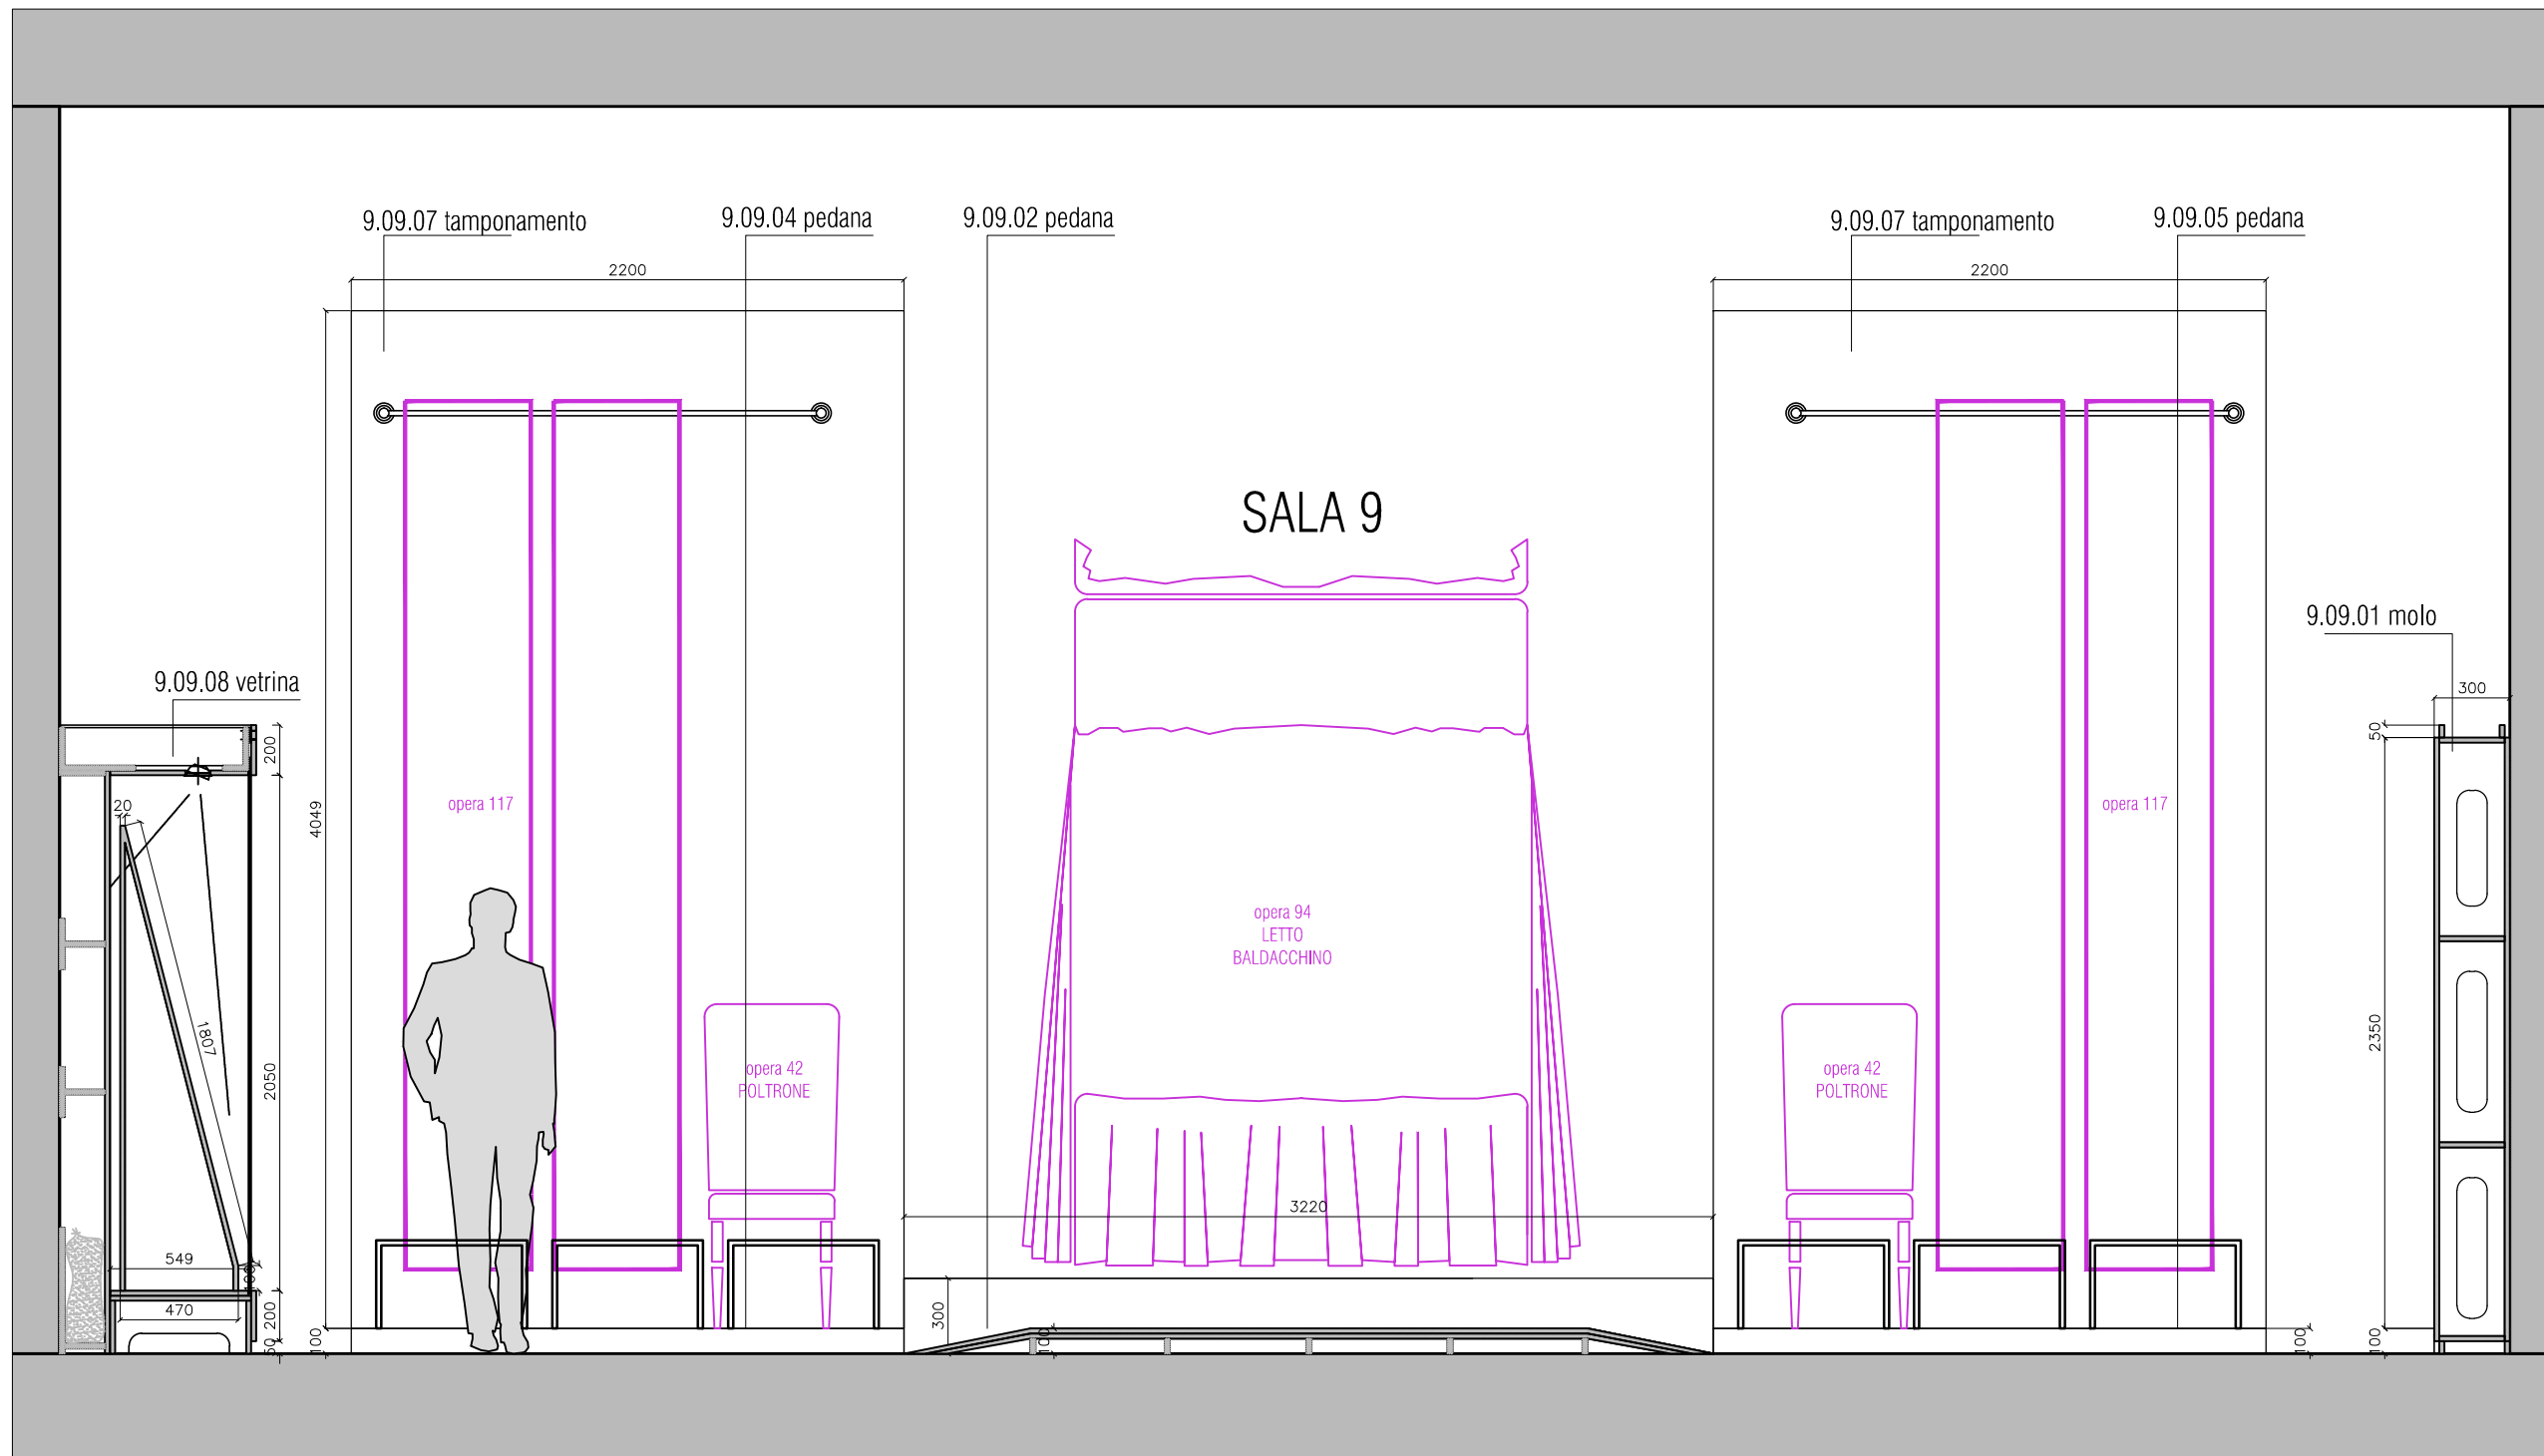 9.09.07 tamponamento
9.09.04 pedana
9.09.02 pedana
9.09.07 tamponamento
9.09.05 pedana
2200
2200
SALA 9
9.09.01 molo
9.09.08 vetrina
300
50
200
20
4049
opera 117
opera 117
opera 94
LETTO
BALDACCHINO
1807
2050
2350
opera 42
POLTRONE
opera 42
POLTRONE
3220
549
100
470
200
50
100
300
100
100
100